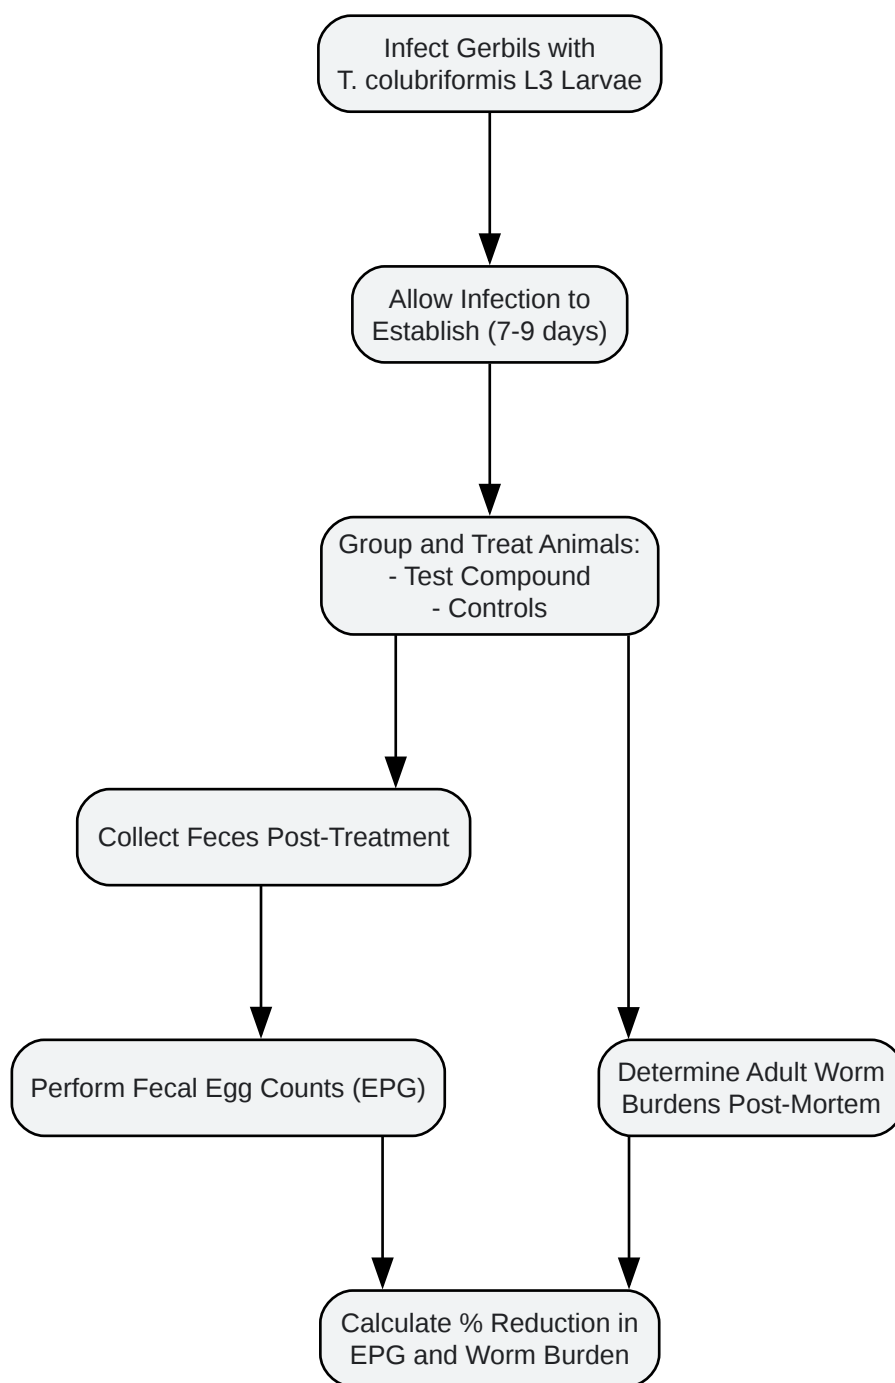 Infect Gerbils with
T. colubriformis L3 Larvae
Allow Infection to
Establish (7-9 days)
Group and Treat Animals:
- Test Compound
- Controls
Collect Feces Post-Treatment
Perform Fecal Egg Counts (EPG)
Determine Adult Worm
Burdens Post-Mortem
Calculate % Reduction in
EPG and Worm Burden